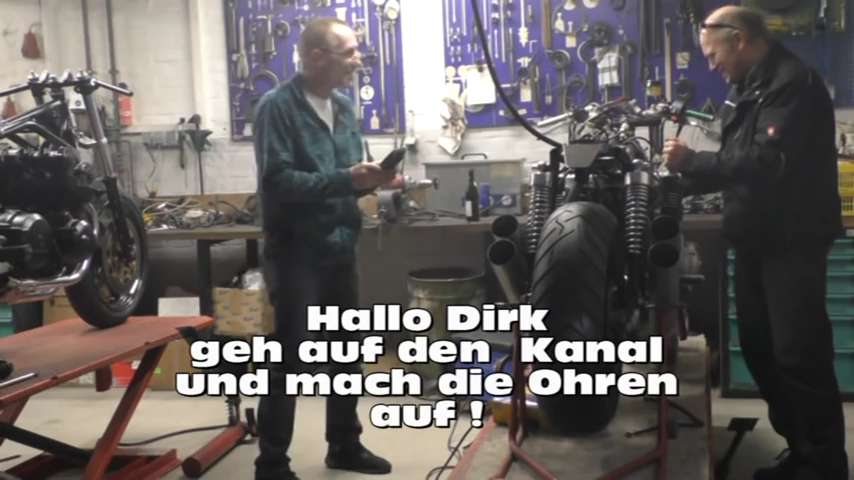 Hallo Dirk
geh auf den Kanal
und mach die Ohren
auf !